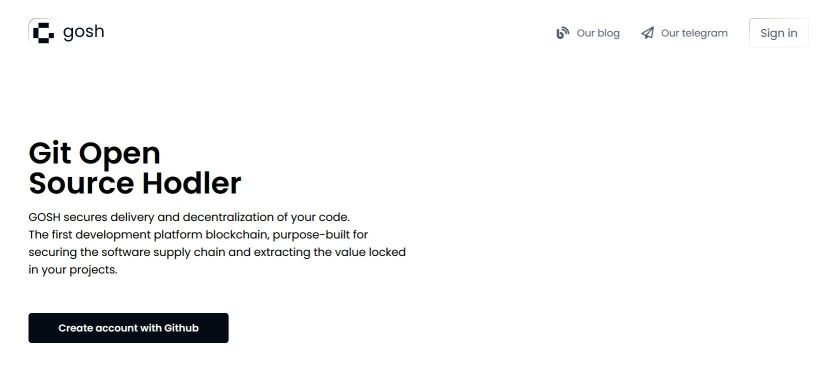 gosh
Our blog
Our telegram
Sign in
Git Open
Source Hodler
GOSH secures delivery and decentralization of your code.
The first development platform blockchain, purpose-built for
securing the software supply chain and extracting the value locked
in your projects.
Create account with Github